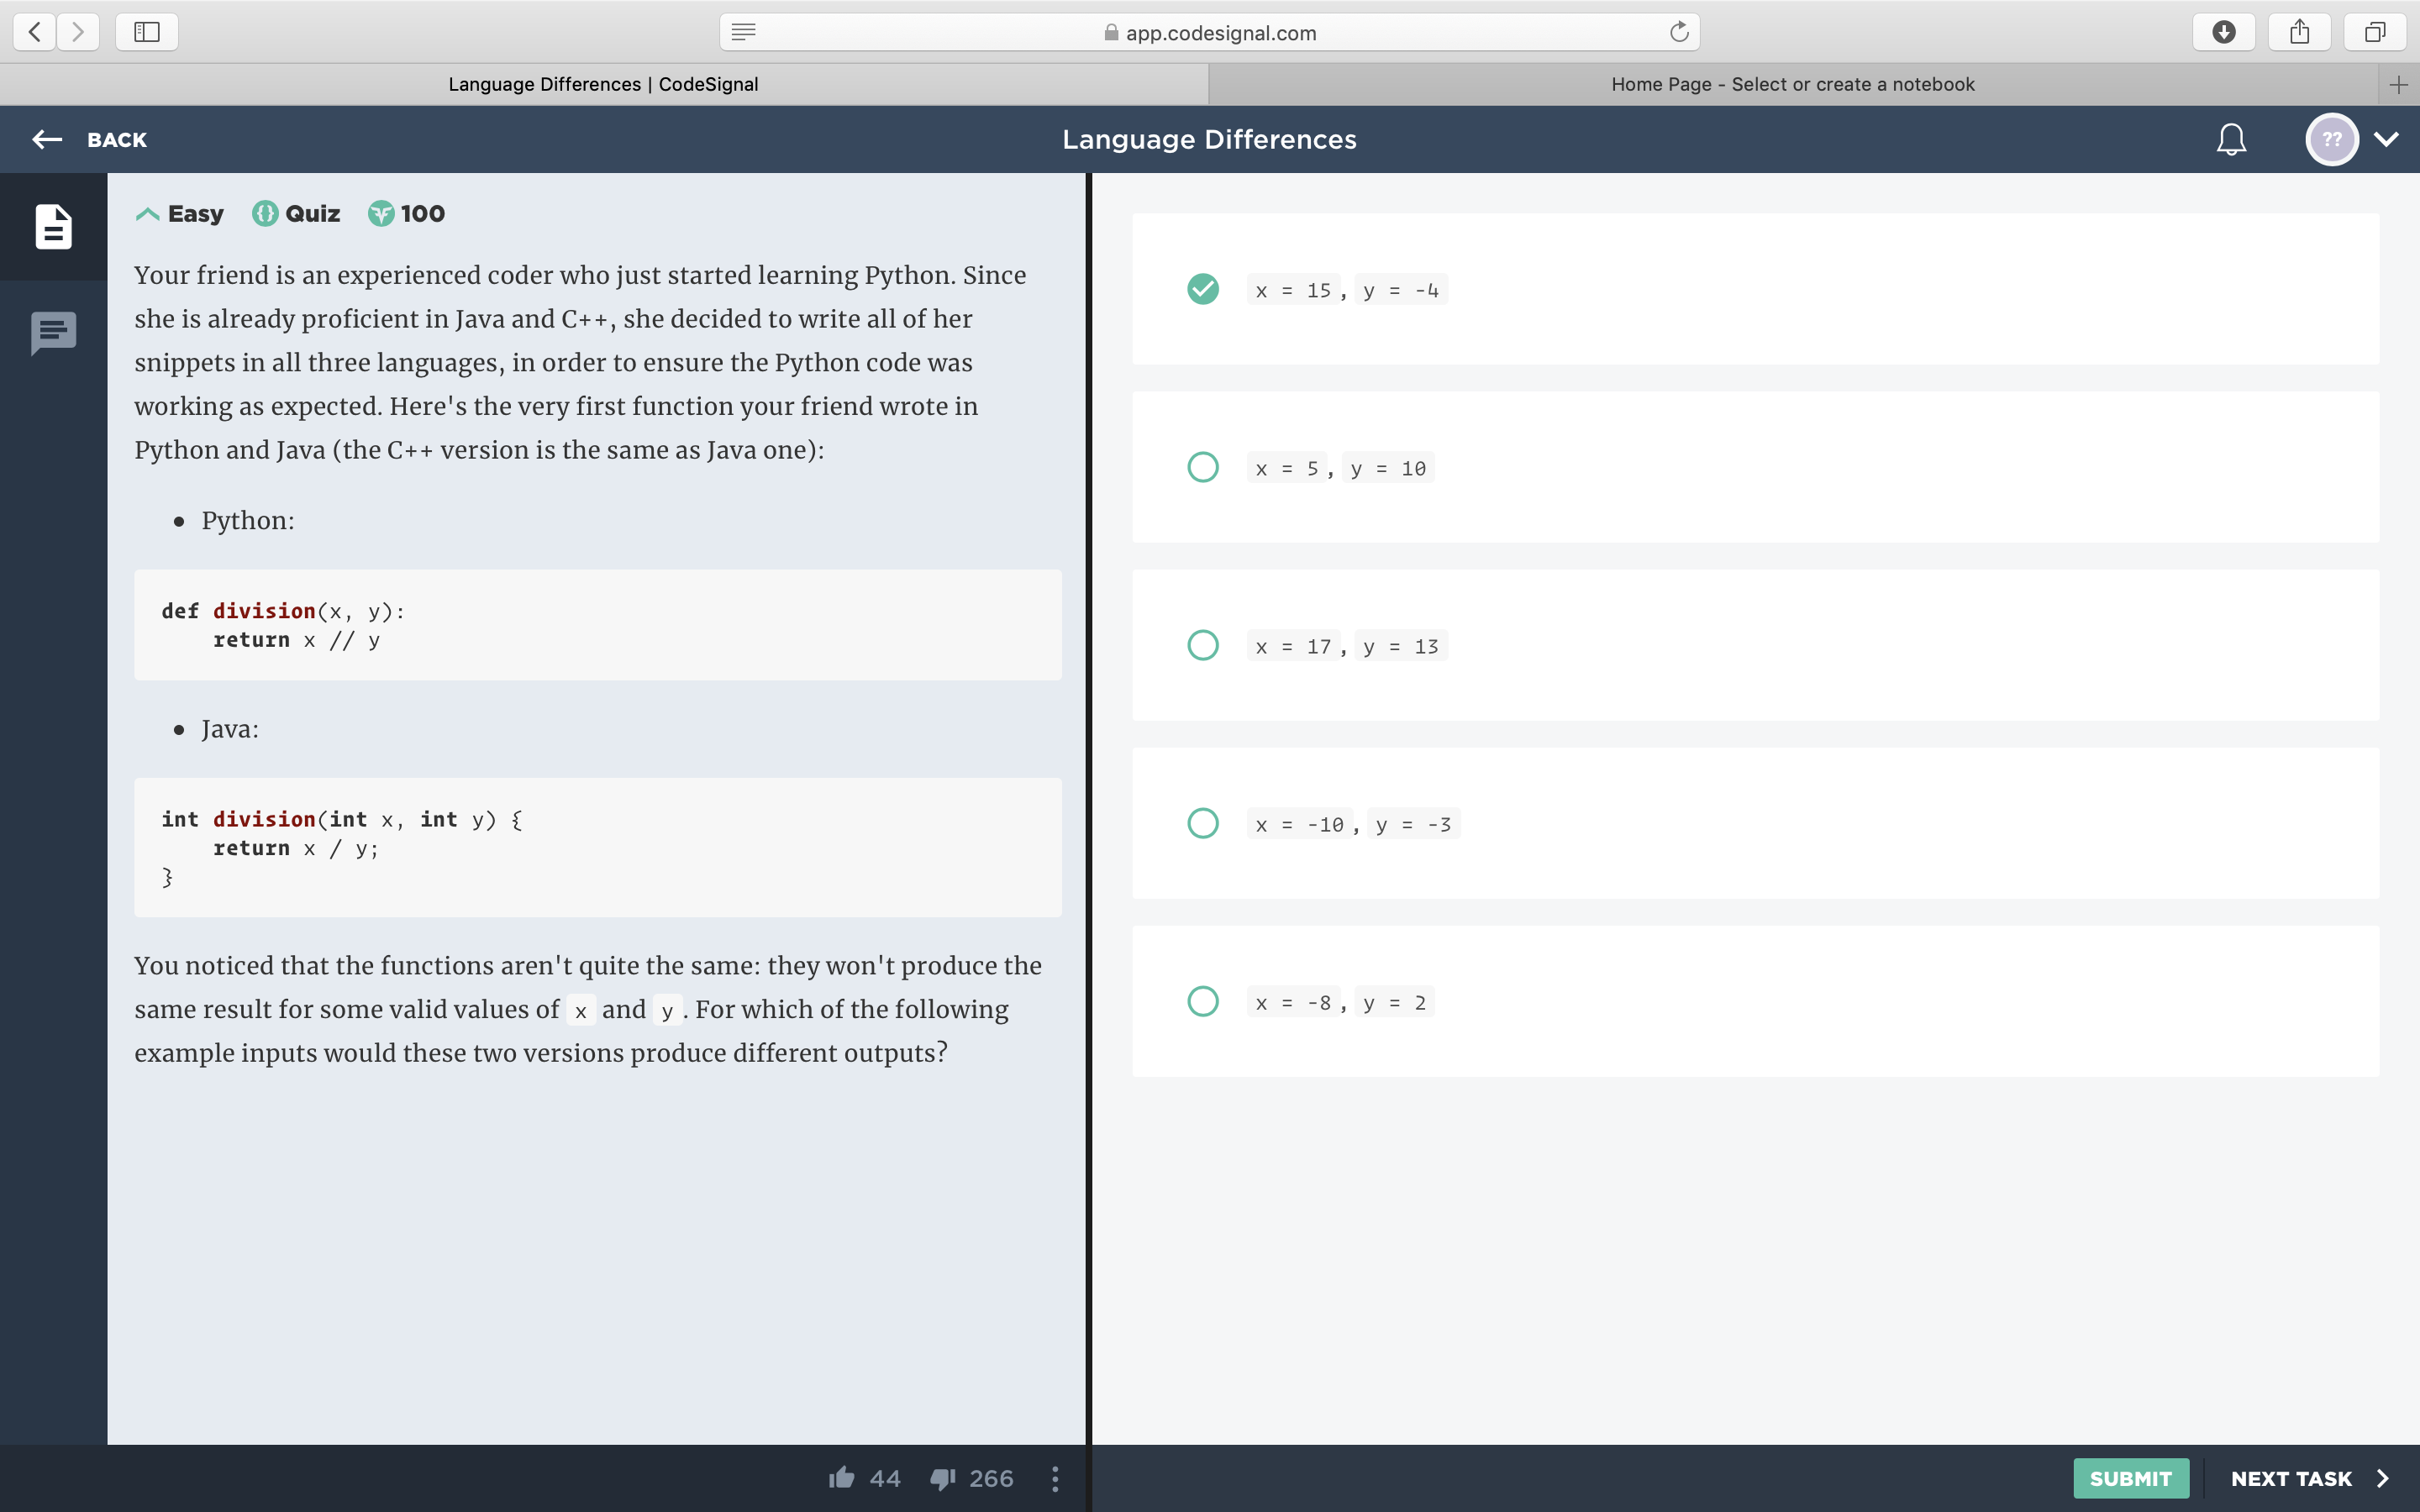 app.codesignal.com
Language Differences | CodeSignal
Home Page - Select or create a notebook
BACK
Language Differences
??
Easy Quiz 100
Your friend is an experienced coder who just started learning Python. Since
she is already proficient in Java and C++, she decided to write all of her
snippets in all three languages, in order to ensure the Python code was
working as expected. Here's the very first function your friend wrote in
Python and Java (the C++ version is the same as Java one):
• Python:
def division(x, y):
    return x // y
• Java:
int division(int x, int y) {
    return x / y;
}
You noticed that the functions aren't quite the same: they won't produce the
same result for some valid values of x and y. For which of the following
example inputs would these two versions produce different outputs?
x = 15, y = -4
x = 5, y = 10
x = 17, y = 13
x = -10, y = -3
x = -8, y = 2
44 266
SUBMIT
NEXT TASK